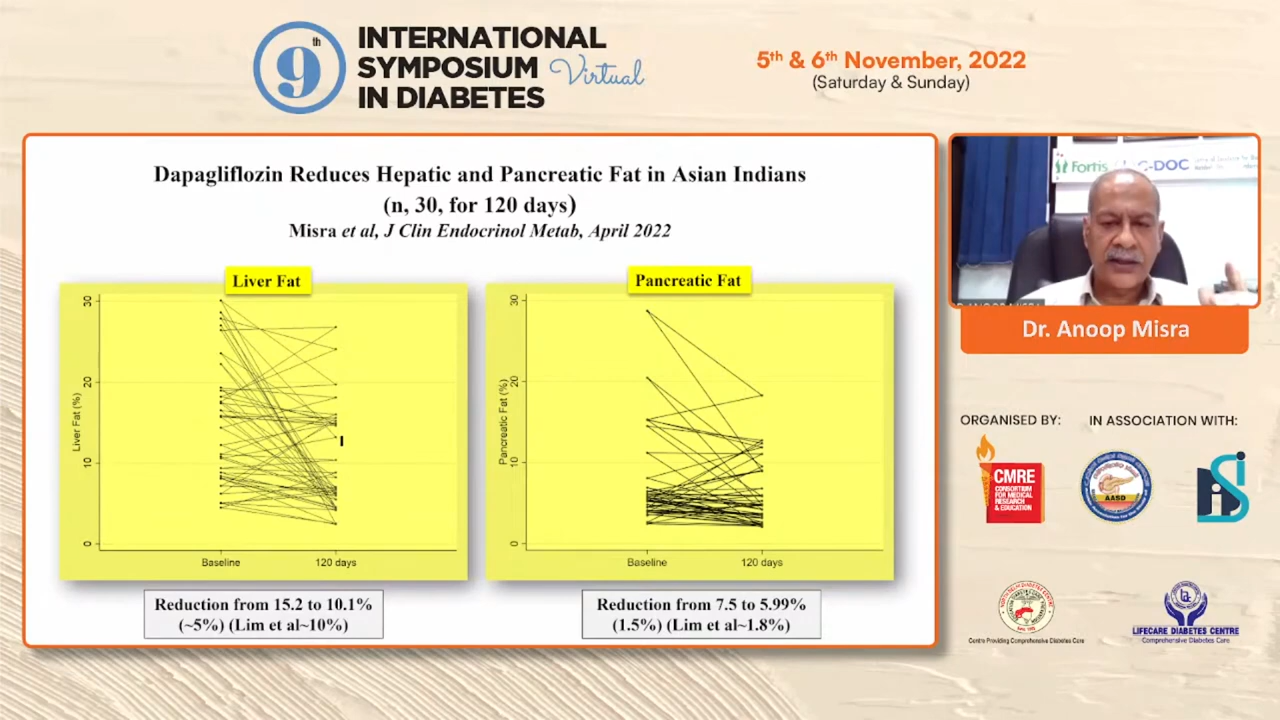 9th
INTERNATIONAL
SYMPOSIUM Virtual
IN DIABETES
5th & 6th November, 2022
(Saturday & Sunday)
Dapagliflozin Reduces Hepatic and Pancreatic Fat in Asian Indians
(n, 30, for 120 days)
Misra et al, J Clin Endocrinol Metab, April 2022
Liver Fat
Liver Fat (%)
30
20
10
0
Baseline 120 days
Reduction from 15.2 to 10.1%
(~5%) (Lim et al~10%)
Pancreatic Fat
Pancreatic Fat (%)
30
20
10
0
Baseline 120 days
Reduction from 7.5 to 5.99%
(1.5%) (Lim et al~1.8%)
Fortis C-DOC
Dr. Anoop Misra
ORGANISED BY: IN ASSOCIATION WITH:
CMRE
CONSORTIUM
FOR MEDICAL
RESEARCH
& EDUCATION
AASD
Centre Providing Comprehensive Diabetes Care
LIFECARE DIABETES CENTRE
Comprehensive Diabetes Care